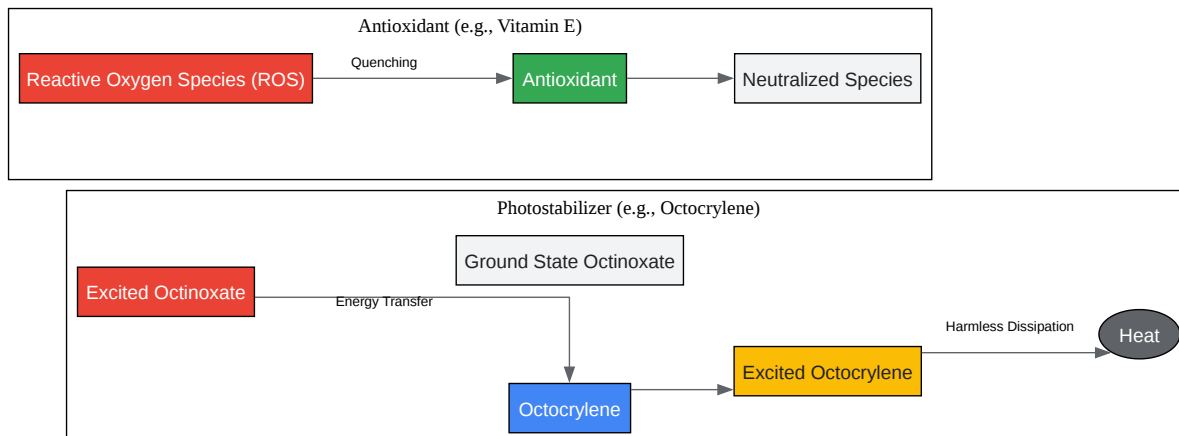 Antioxidant (e.g., Vitamin E)
Reactive Oxygen Species (ROS)
Quenching
Antioxidant
Neutralized Species
Photostabilizer (e.g., Octocrylene)
Ground State Octinoxate
Excited Octinoxate
Energy Transfer
Harmless Dissipation
Heat
Excited Octocrylene
Octocrylene